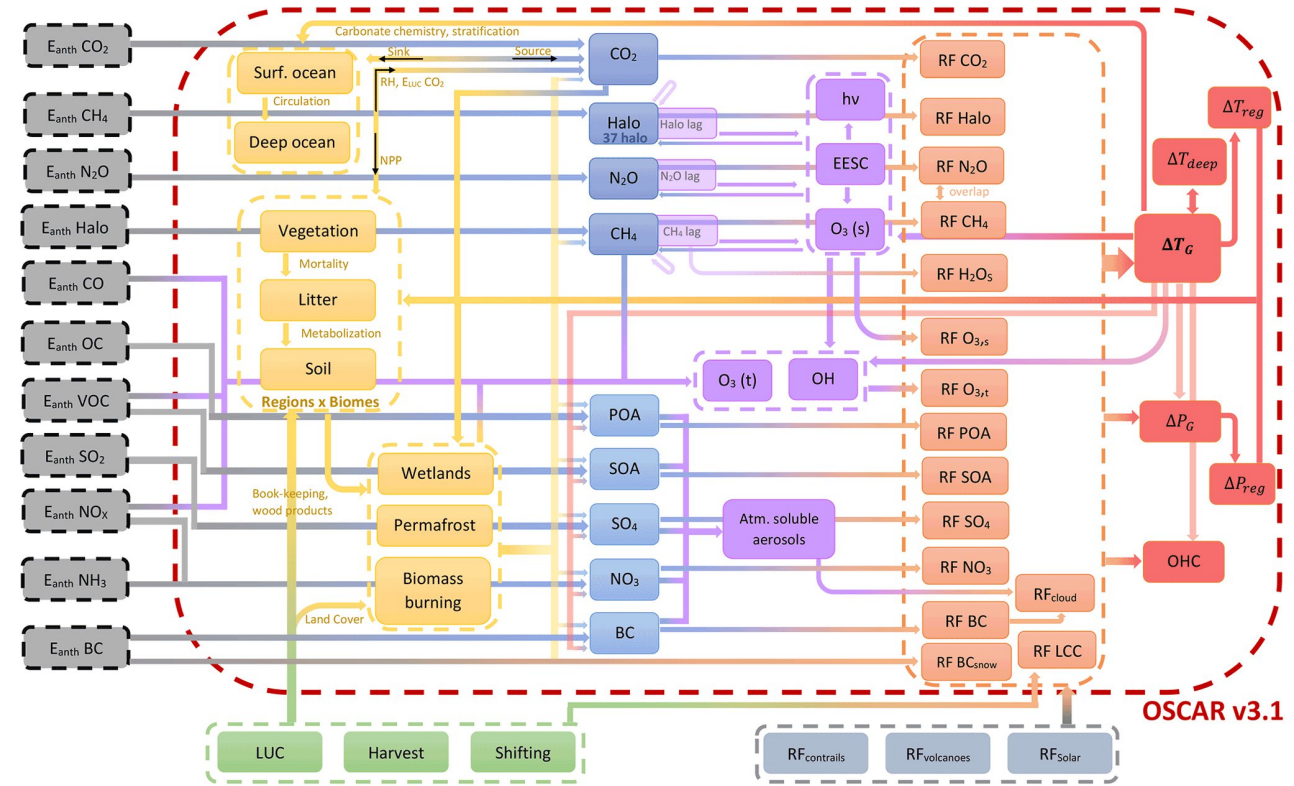 E_anth CO₂
E_anth CH₄
E_anth N₂O
E_anth Halo
E_anth CO
E_anth OC
E_anth VOC
E_anth SO₂
E_anth NOₓ
E_anth NH₃
E_anth BC
Carbonate chemistry, stratification
Sink
Source
RH, E_LUC CO₂
Surf. ocean
Circulation
Deep ocean
NPP
Vegetation
Mortality
Litter
Metabolization
Soil
Regions x Biomes
Book-keeping,
wood products
Land Cover
Wetlands
Permafrost
Biomass
burning
CO₂
Halo
37 halo
Halo lag
N₂O
N₂O lag
CH₄
CH₄ lag
POA
SOA
SO₄
NO₃
BC
hν
EESC
O₃ (s)
O₃ (t)
OH
Atm. soluble
aerosols
RF CO₂
RF Halo
RF N₂O
overlap
RF CH₄
RF H₂Oₛ
RF O₃,ₛ
RF O₃,ₜ
RF POA
RF SOA
RF SO₄
RF NO₃
RF_cloud
RF BC
RF LCC
RF BC_snow
ΔT_reg
ΔT_deep
ΔT_G
ΔP_G
ΔP_reg
OHC
OSCAR v3.1
LUC
Harvest
Shifting
RF_contrails
RF_volcanoes
RF_Solar